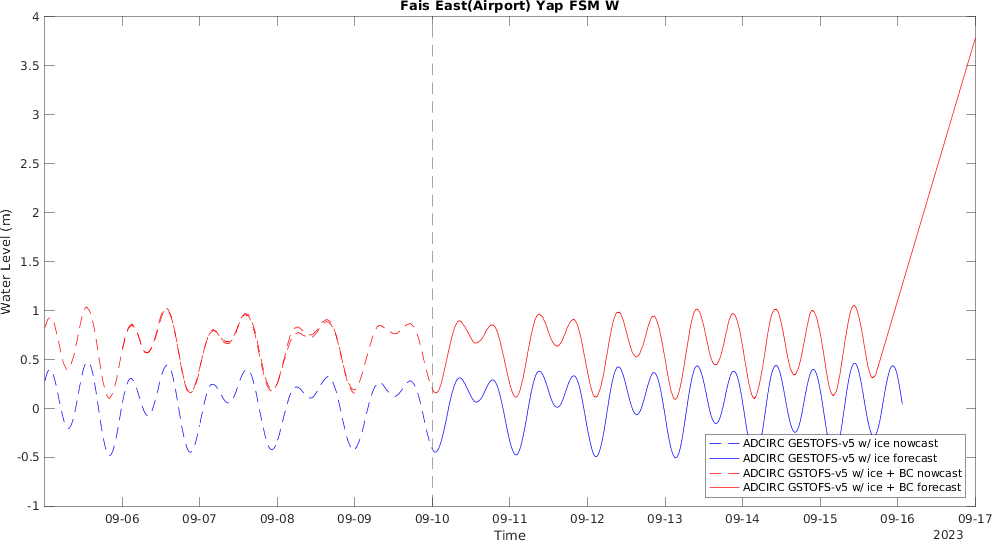 Fais East(Airport) Yap FSM W
4
3.5
3
2.5
2
1.5
1
0.5
0
-0.5
-1
Water Level (m)
09-06 09-07 09-08 09-09 09-10 09-11 09-12 09-13 09-14 09-15 09-16 09-17
Time
2023
ADCIRC GESTOFS-v5 w/ ice nowcast
ADCIRC GESTOFS-v5 w/ ice forecast
ADCIRC GSTOFS-v5 w/ ice + BC nowcast
ADCIRC GSTOFS-v5 w/ ice + BC forecast